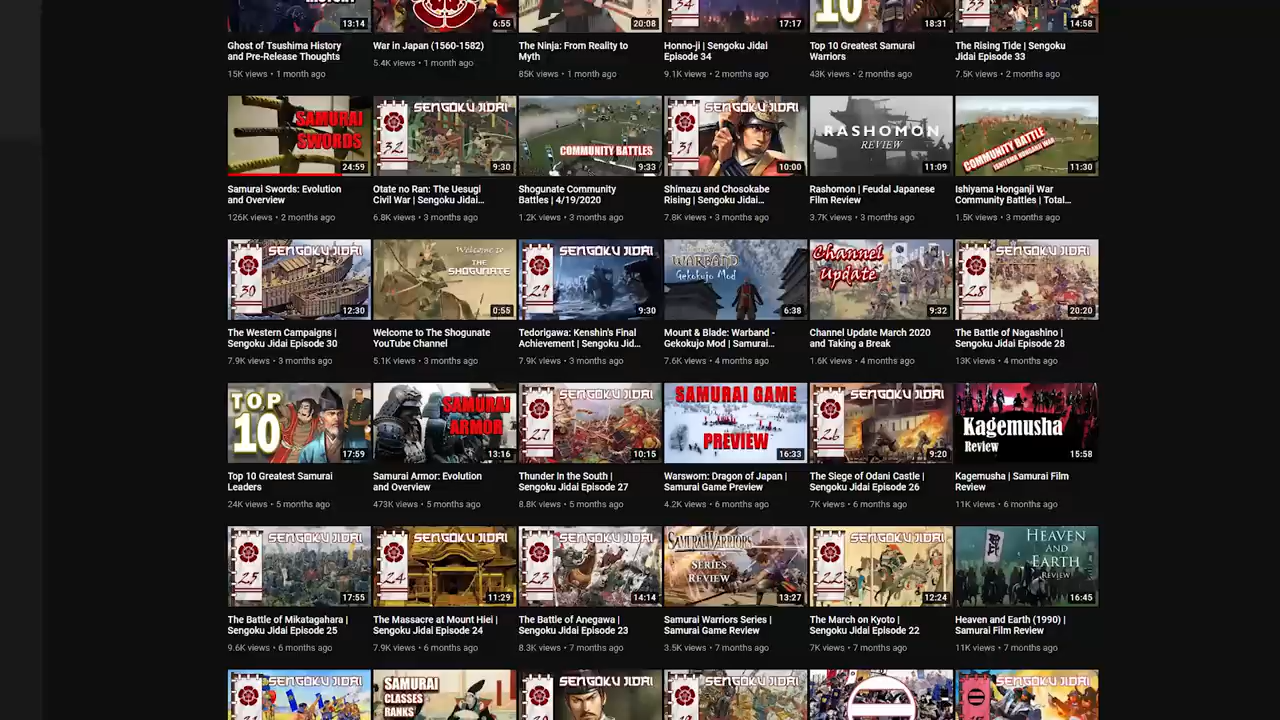 13:14
6:55
20:08
17:17
10
18:31
14:58
Ghost of Tsushima History
and Pre-Release Thoughts
15K views • 1 month ago
War in Japan (1560-1582)
5.4K views • 1 month ago
The Ninja: From Reality to
Myth
85K views • 1 month ago
Honno-ji | Sengoku Jidai
Episode 34
9.1K views • 2 months ago
Top 10 Greatest Samurai
Warriors
43K views • 2 months ago
The Rising Tide | Sengoku
Jidai Episode 33
7.5K views • 2 months ago
SAMURAI
SWORDS
24:59
SENGOKU JIDAI
32
9:30
COMMUNITY BATTLES
9:33
SENGOKU JIDAI
31
10:00
RASHOMON
REVIEW
11:09
COMMUNITY BATTLE
ISHIYAMA HONGANJI WAR
11:30
Samurai Swords: Evolution
and Overview
126K views • 2 months ago
Otate no Ran: The Uesugi
Civil War | Sengoku Jidai...
6.8K views • 3 months ago
Shogunate Community
Battles | 4/19/2020
1.2K views • 3 months ago
Shimazu and Chosokabe
Rising | Sengoku Jidai...
7.8K views • 3 months ago
Rashomon | Feudal Japanese
Film Review
3.7K views • 3 months ago
Ishiyama Honganji War
Community Battles | Total...
1.5K views • 3 months ago
SENGOKU JIDAI
30
12:30
Welcome to
THE
SHOGUNATE
0:55
SENGOKU JIDAI
29
9:30
WARBAND
Gekokujo Mod
6:38
Channel
Update
9:32
SENGOKU JIDAI
28
20:20
The Western Campaigns |
Sengoku Jidai Episode 30
7.9K views • 3 months ago
Welcome to The Shogunate
YouTube Channel
5.1K views • 3 months ago
Tedorigawa: Kenshin's Final
Achievement | Sengoku Jid...
7.9K views • 3 months ago
Mount & Blade: Warband -
Gekokujo Mod | Samurai...
7.6K views • 4 months ago
Channel Update March 2020
and Taking a Break
1.6K views • 4 months ago
The Battle of Nagashino |
Sengoku Jidai Episode 28
13K views • 4 months ago
TOP
10
17:59
SAMURAI
ARMOR
13:16
SENGOKU JIDAI
27
10:15
SAMURAI GAME
PREVIEW
16:33
SENGOKU JIDAI
26
9:20
Kagemusha
Review
15:58
Top 10 Greatest Samurai
Leaders
24K views • 5 months ago
Samurai Armor: Evolution
and Overview
473K views • 5 months ago
Thunder In the South |
Sengoku Jidai Episode 27
8.8K views • 5 months ago
Warsworn: Dragon of Japan |
Samurai Game Preview
4.2K views • 6 months ago
The Siege of Odani Castle |
Sengoku Jidai Episode 26
7K views • 6 months ago
Kagemusha | Samurai Film
Review
11K views • 6 months ago
SENGOKU JIDAI
25
17:55
SENGOKU JIDAI
24
11:29
SENGOKU JIDAI
23
14:14
SAMURAI WARRIORS
SERIES
REVIEW
13:27
SENGOKU JIDAI
22
12:24
HEAVEN
AND
EARTH
REVIEW
16:45
The Battle of Mikatagahara |
Sengoku Jidai Episode 25
9.6K views • 6 months ago
The Massacre at Mount Hiei |
Sengoku Jidai Episode 24
7.9K views • 6 months ago
The Battle of Anegawa |
Sengoku Jidai Episode 23
8.3K views • 7 months ago
Samurai Warriors Series |
Samurai Game Review
3.5K views • 7 months ago
The March on Kyoto |
Sengoku Jidai Episode 22
7K views • 7 months ago
Heaven and Earth (1990) |
Samurai Film Review
11K views • 7 months ago
SENGOKU JIDAI
SAMURAI
CLASSES
RANKS
SENGOKU JIDAI
SENGOKU JIDAI
SENGOKU JIDAI